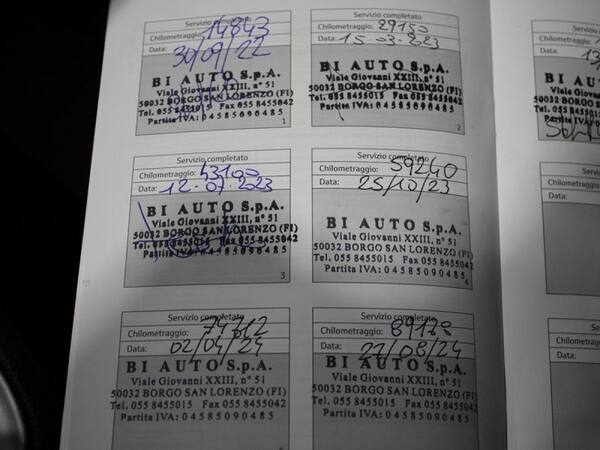 Servizio completato
Chilometraggio: 14843
Data: 30/09/22
BI AUTO S.p.A.
Viale Giovanni XXIII, n° 51
50032 BORGO SAN LORENZO (FI)
Tel. 055 8455015 Fax 055 8455042
Partita IVA: 04585090485
1
Servizio completato
Chilometraggio: 29150
Data: 15-03-2023
BI AUTO S.p.A.
Viale Giovanni XXIII, n° 51
50032 BORGO SAN LORENZO (FI)
Tel. 055 8455015 Fax 055 8455042
Partita IVA: 04585090485
2
Servizio completato
Chilometraggio: 43100
Data: 12-07-2023
BI AUTO S.p.A.
Viale Giovanni XXIII, n° 51
50032 BORGO SAN LORENZO (FI)
Tel. 055 8455015 Fax 055 8455042
Partita IVA: 04585090485
3
Servizio completato
Chilometraggio: 59240
Data: 25/10/23
BI AUTO S.p.A.
Viale Giovanni XXIII, n° 51
50032 BORGO SAN LORENZO (FI)
Tel. 055 8455015 Fax 055 8455042
Partita IVA: 04585090485
4
Servizio completato
Chilometraggio: 74712
Data: 02/04/24
BI AUTO S.p.A.
Viale Giovanni XXIII, n° 51
50032 BORGO SAN LORENZO (FI)
Tel. 055 8455015 Fax 055 8455042
Partita IVA: 04585090485
Servizio completato
Chilometraggio: 89178
Data: 27/08/24
BI AUTO S.p.A.
Viale Giovanni XXIII, n° 51
50032 BORGO SAN LORENZO (FI)
Tel. 055 8455015 Fax 055 8455042
Partita IVA: 04585090485